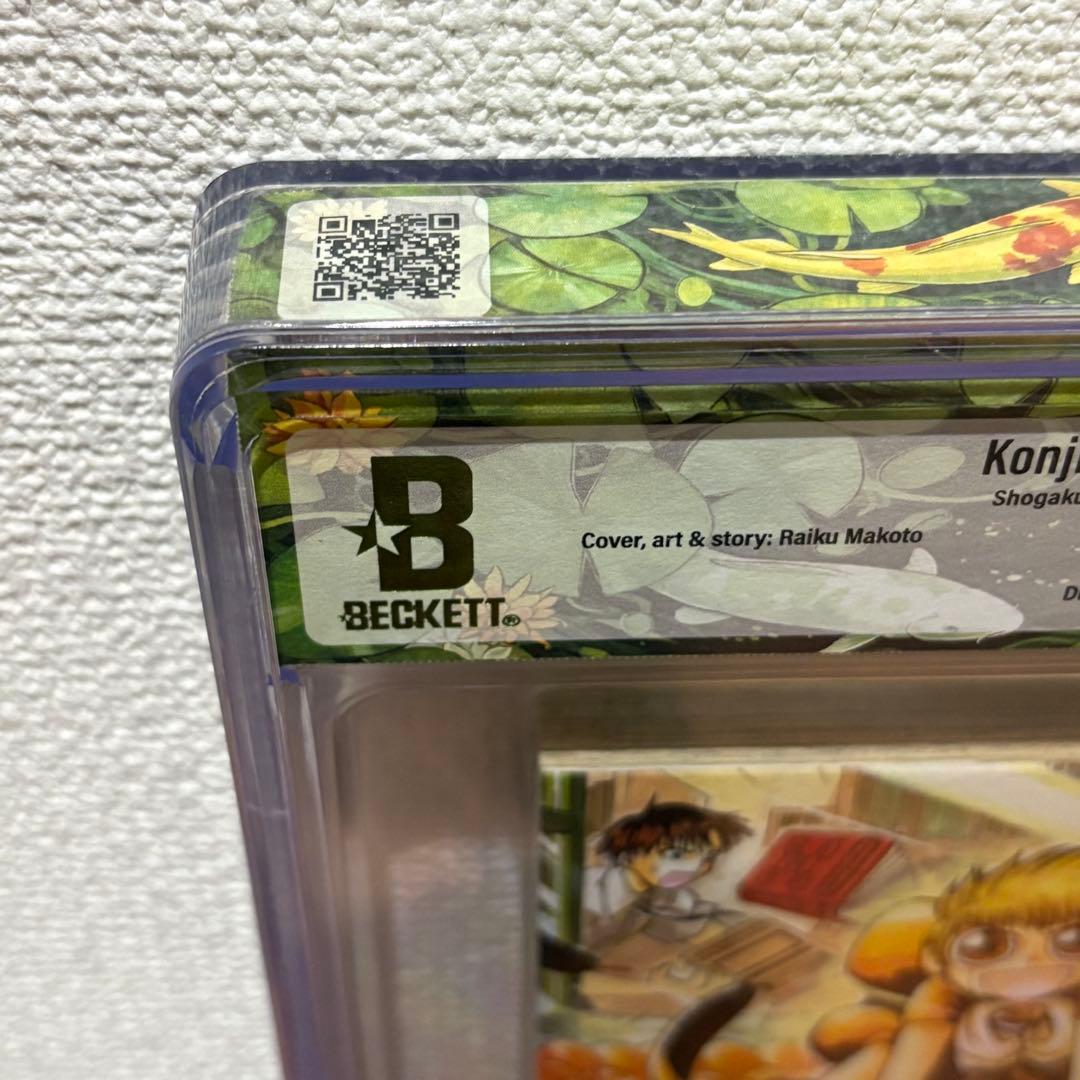 Konj
Shogaku
Cover, art & story: Raiku Makoto
D
B
BECKETT®